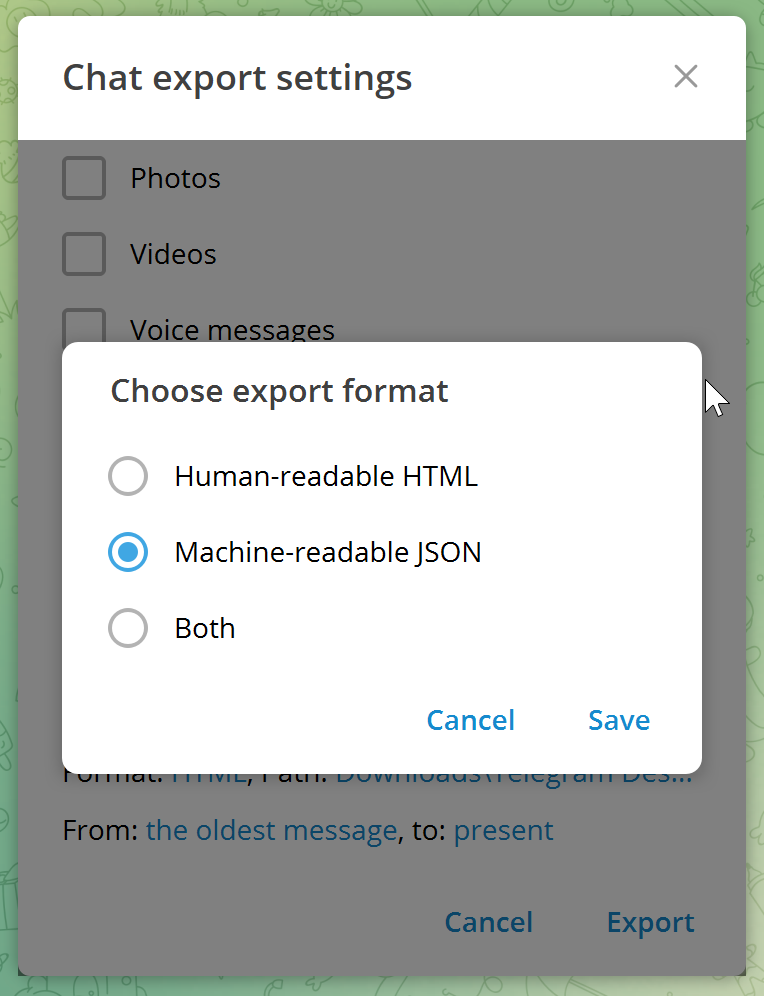 Chat export settings
Photos
Videos
Voice messages
Choose export format
Human-readable HTML
Machine-readable JSON
Both
Cancel Save
Format: HTML, Path: Downloads\Telegram Des...
From: the oldest message, to: present
Cancel Export